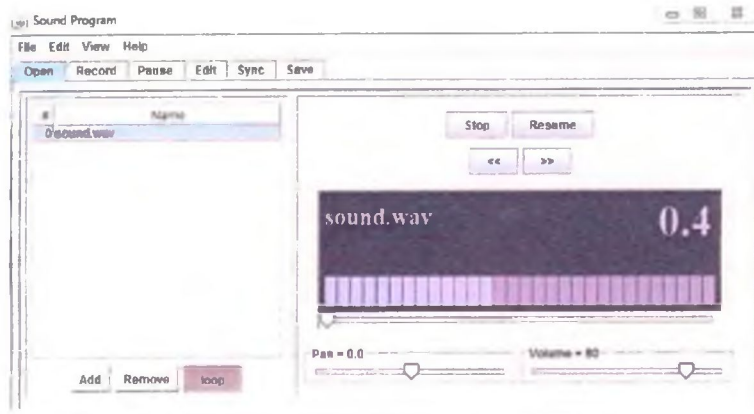 Sound Program
File Edit View Help
Open Record Pause Edit Sync Save
# Name
0 sound.wav
Stop Resume
<< >>
sound.wav 0.4
Pan = 0.0 Volume = 80
Add Remove loop